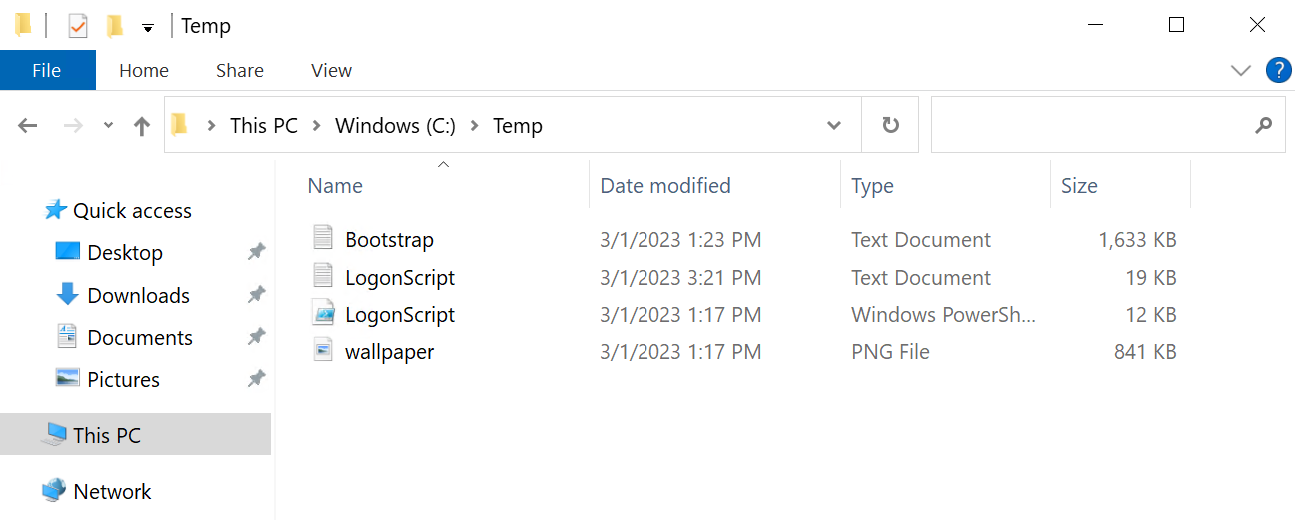 Temp
File Home Share View ?
This PC Windows (C:) Temp
Name Date modified Type Size
Quick access
Desktop
Downloads
Documents
Pictures
This PC
Network
Bootstrap 3/1/2023 1:23 PM Text Document 1,633 KB
LogonScript 3/1/2023 3:21 PM Text Document 19 KB
LogonScript 3/1/2023 1:17 PM Windows PowerSh... 12 KB
wallpaper 3/1/2023 1:17 PM PNG File 841 KB